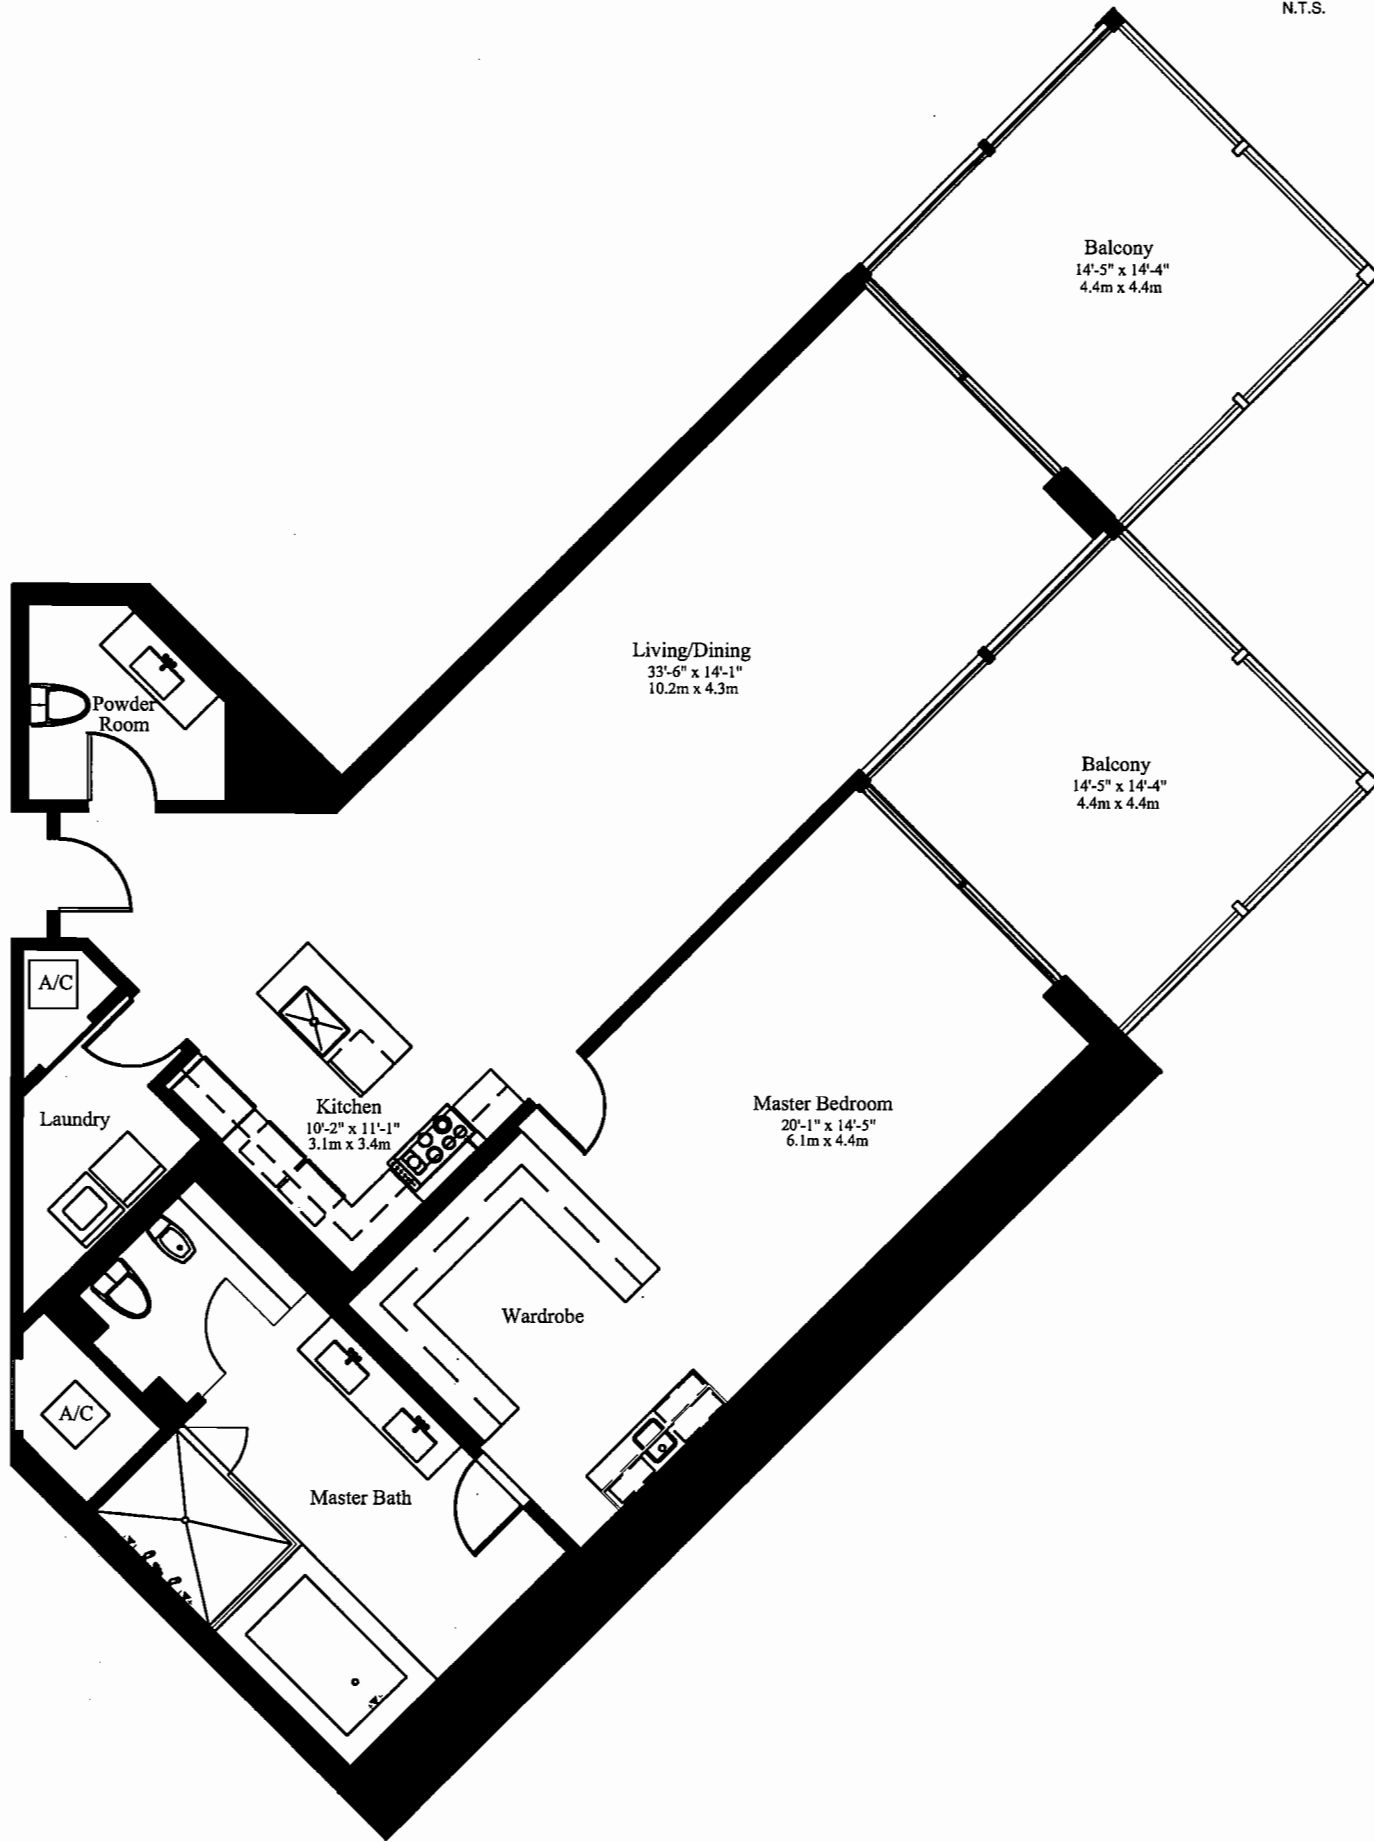 N.T.S.
Balcony
14'-5" x 14'-4"
4.4m x 4.4m
Living/Dining
33'-6" x 14'-1"
10.2m x 4.3m
Powder
Room
Balcony
14'-5" x 14'-4"
4.4m x 4.4m
A/C
Laundry
Kitchen
10'-2" x 11'-1"
3.1m x 3.4m
Master Bedroom
20'-1" x 14'-5"
6.1m x 4.4m
Wardrobe
A/C
Master Bath